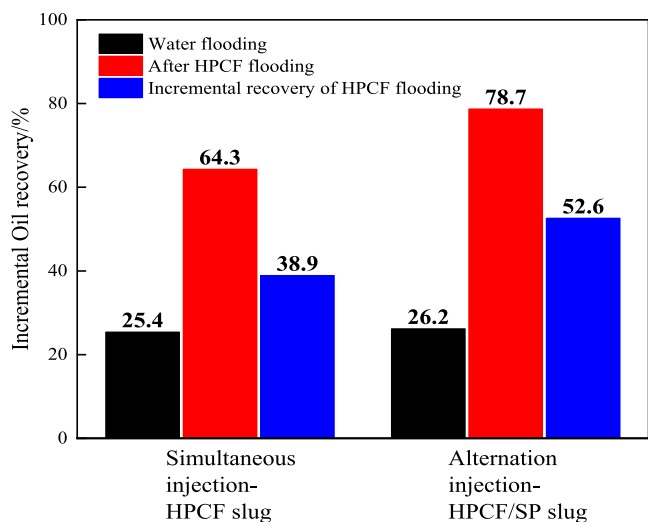 100
80
60
40
20
0
Incremental Oil recovery/%
Water flooding
After HPCF flooding
Incremental recovery of HPCF flooding
25.4
64.3
38.9
26.2
78.7
52.6
Simultaneous
injection-
HPCF slug
Alternation
injection-
HPCF/SP slug